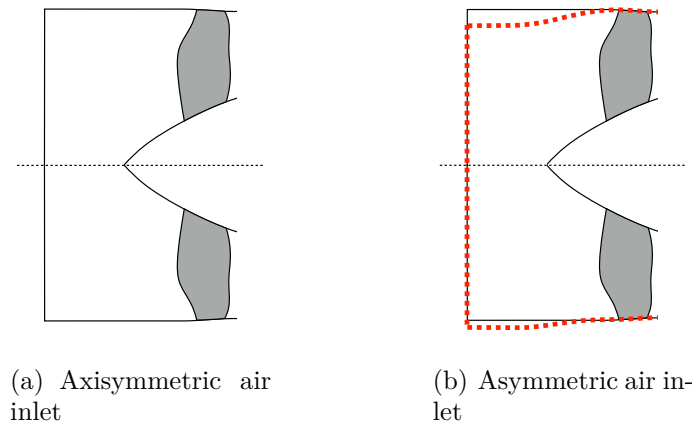 (a) Axisymmetric air
inlet
(b) Asymmetric air in-
let